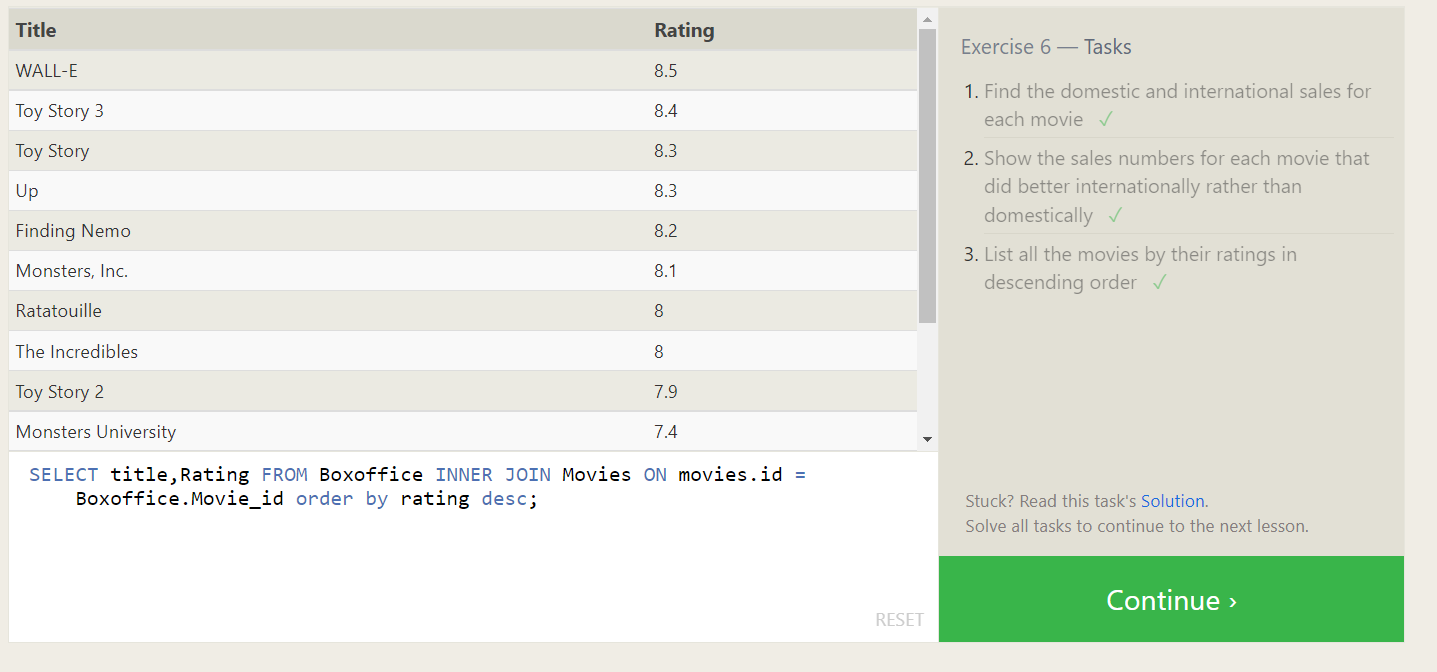 Title Rating
WALL-E 8.5
Toy Story 3 8.4
Toy Story 8.3
Up 8.3
Finding Nemo 8.2
Monsters, Inc. 8.1
Ratatouille 8
The Incredibles 8
Toy Story 2 7.9
Monsters University 7.4
SELECT title,Rating FROM Boxoffice INNER JOIN Movies ON movies.id =
Boxoffice.Movie_id order by rating desc;
RESET
Exercise 6 — Tasks
1. Find the domestic and international sales for
each movie ✓
2. Show the sales numbers for each movie that
did better internationally rather than
domestically ✓
3. List all the movies by their ratings in
descending order ✓
Stuck? Read this task's Solution.
Solve all tasks to continue to the next lesson.
Continue ›